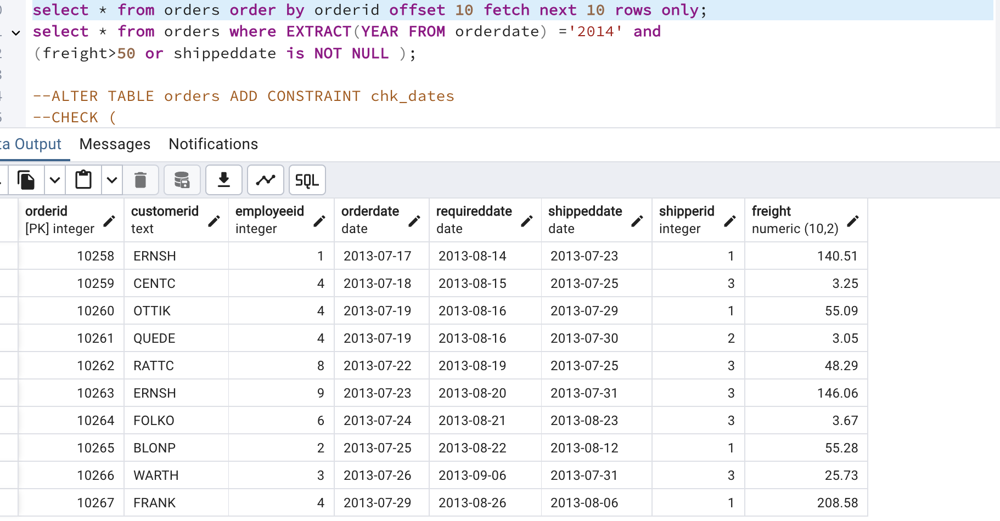 select * from orders order by orderid offset 10 fetch next 10 rows only;
select * from orders where EXTRACT(YEAR FROM orderdate) ='2014' and
(freight>50 or shippeddate is NOT NULL );
--ALTER TABLE orders ADD CONSTRAINT chk_dates
--CHECK (
ta Output Messages Notifications
SQL
orderid customerid employeeid orderdate requireddate shippeddate shipperid freight
[PK] integer text integer date date date integer numeric (10,2)
10258 ERNSH 1 2013-07-17 2013-08-14 2013-07-23 1 140.51
10259 CENTC 4 2013-07-18 2013-08-15 2013-07-25 3 3.25
10260 OTTIK 4 2013-07-19 2013-08-16 2013-07-29 1 55.09
10261 QUEDE 4 2013-07-19 2013-08-16 2013-07-30 2 3.05
10262 RATTC 8 2013-07-22 2013-08-19 2013-07-25 3 48.29
10263 ERNSH 9 2013-07-23 2013-08-20 2013-07-31 3 146.06
10264 FOLKO 6 2013-07-24 2013-08-21 2013-08-23 3 3.67
10265 BLONP 2 2013-07-25 2013-08-22 2013-08-12 1 55.28
10266 WARTH 3 2013-07-26 2013-09-06 2013-07-31 3 25.73
10267 FRANK 4 2013-07-29 2013-08-26 2013-08-06 1 208.58